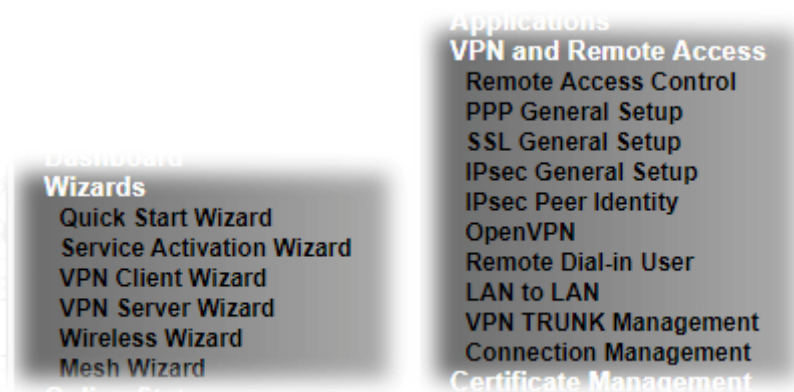 Dashboard
Wizards
Quick Start Wizard
Service Activation Wizard
VPN Client Wizard
VPN Server Wizard
Wireless Wizard
Mesh Wizard
Applications
VPN and Remote Access
Remote Access Control
PPP General Setup
SSL General Setup
IPsec General Setup
IPsec Peer Identity
OpenVPN
Remote Dial-in User
LAN to LAN
VPN TRUNK Management
Connection Management
Certificate Management